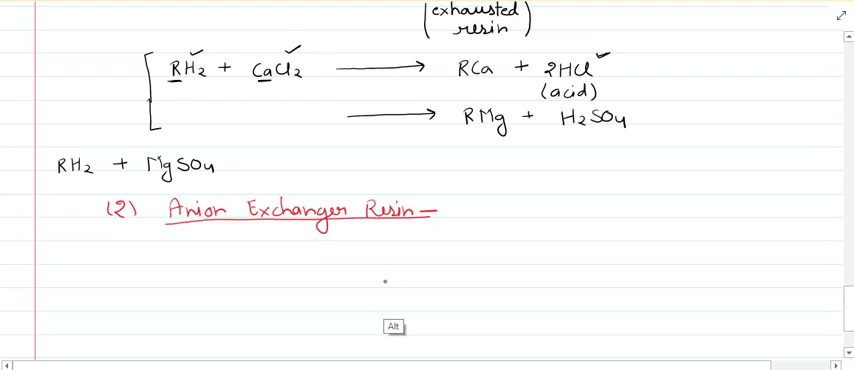 (exhausted
resin)
RH2 + CaCl2 ⟶ RCa + 2HCl
(acid)
⟶ RMg + H2SO4
RH2 + MgSO4
(2) Anion Exchanger Resin-
Alt